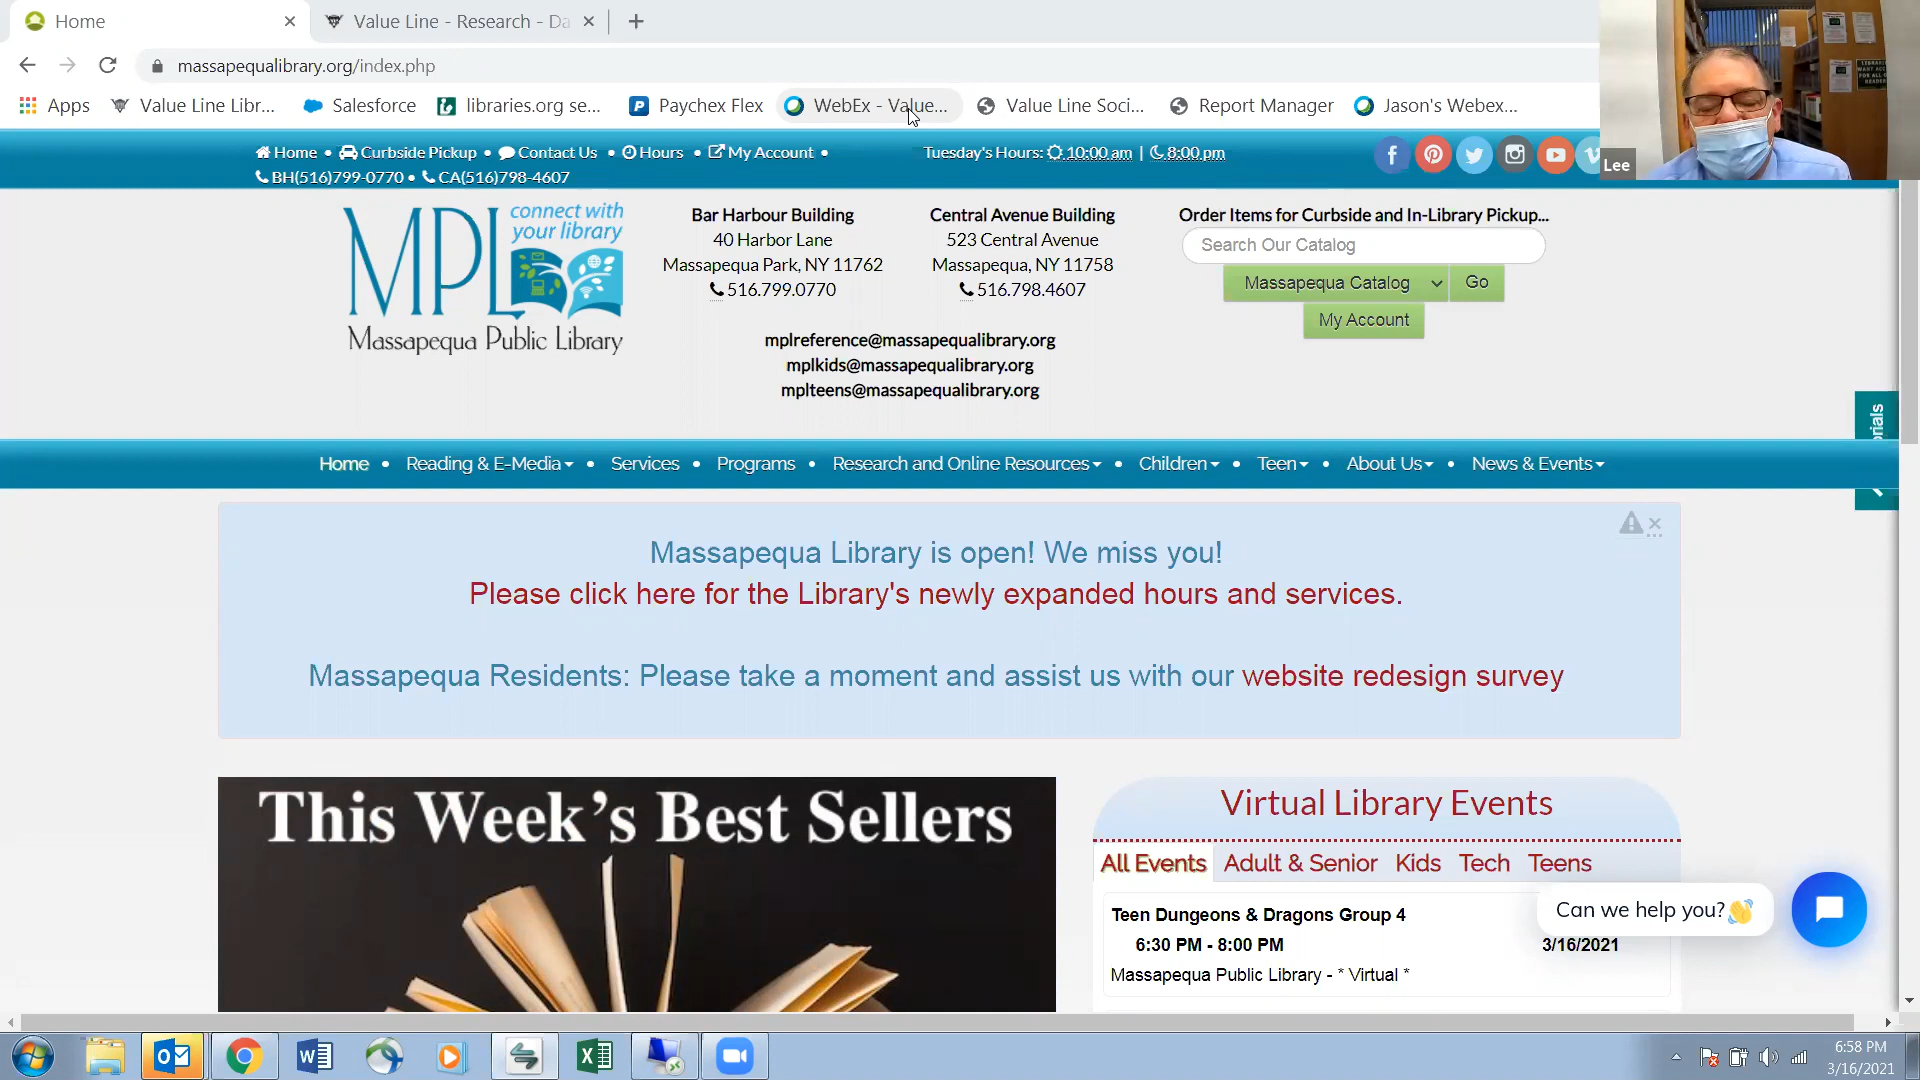 Home
Value Line - Research - Da
massapequalibrary.org/index.php
Apps
Value Line Libr...
Salesforce
libraries.org se...
Paychex Flex
WebEx - Value...
Value Line Soci...
Report Manager
Jason's Webex...
Lee
Home • Curbside Pickup • Contact Us • Hours • My Account •
BH(516)799-0770 • CA(516)798-4607
Tuesday's Hours: 10:00 am | 8:00 pm
MPL
connect with
your library
Massapequa Public Library
Bar Harbour Building
40 Harbor Lane
Massapequa Park, NY 11762
516.799.0770
Central Avenue Building
523 Central Avenue
Massapequa, NY 11758
516.798.4607
mplreference@massapequalibrary.org
mplkids@massapequalibrary.org
mplteens@massapequalibrary.org
Order Items for Curbside and In-Library Pickup...
Search Our Catalog
Massapequa Catalog
Go
My Account
Home • Reading & E-Media • Services • Programs • Research and Online Resources • Children • Teen • About Us • News & Events
Massapequa Library is open! We miss you!
Please click here for the Library's newly expanded hours and services.
Massapequa Residents: Please take a moment and assist us with our website redesign survey
This Week's Best Sellers
Virtual Library Events
All Events
Adult & Senior
Kids
Tech
Teens
Teen Dungeons & Dragons Group 4
6:30 PM - 8:00 PM
3/16/2021
Massapequa Public Library - * Virtual *
Can we help you?
6:58 PM
3/16/2021